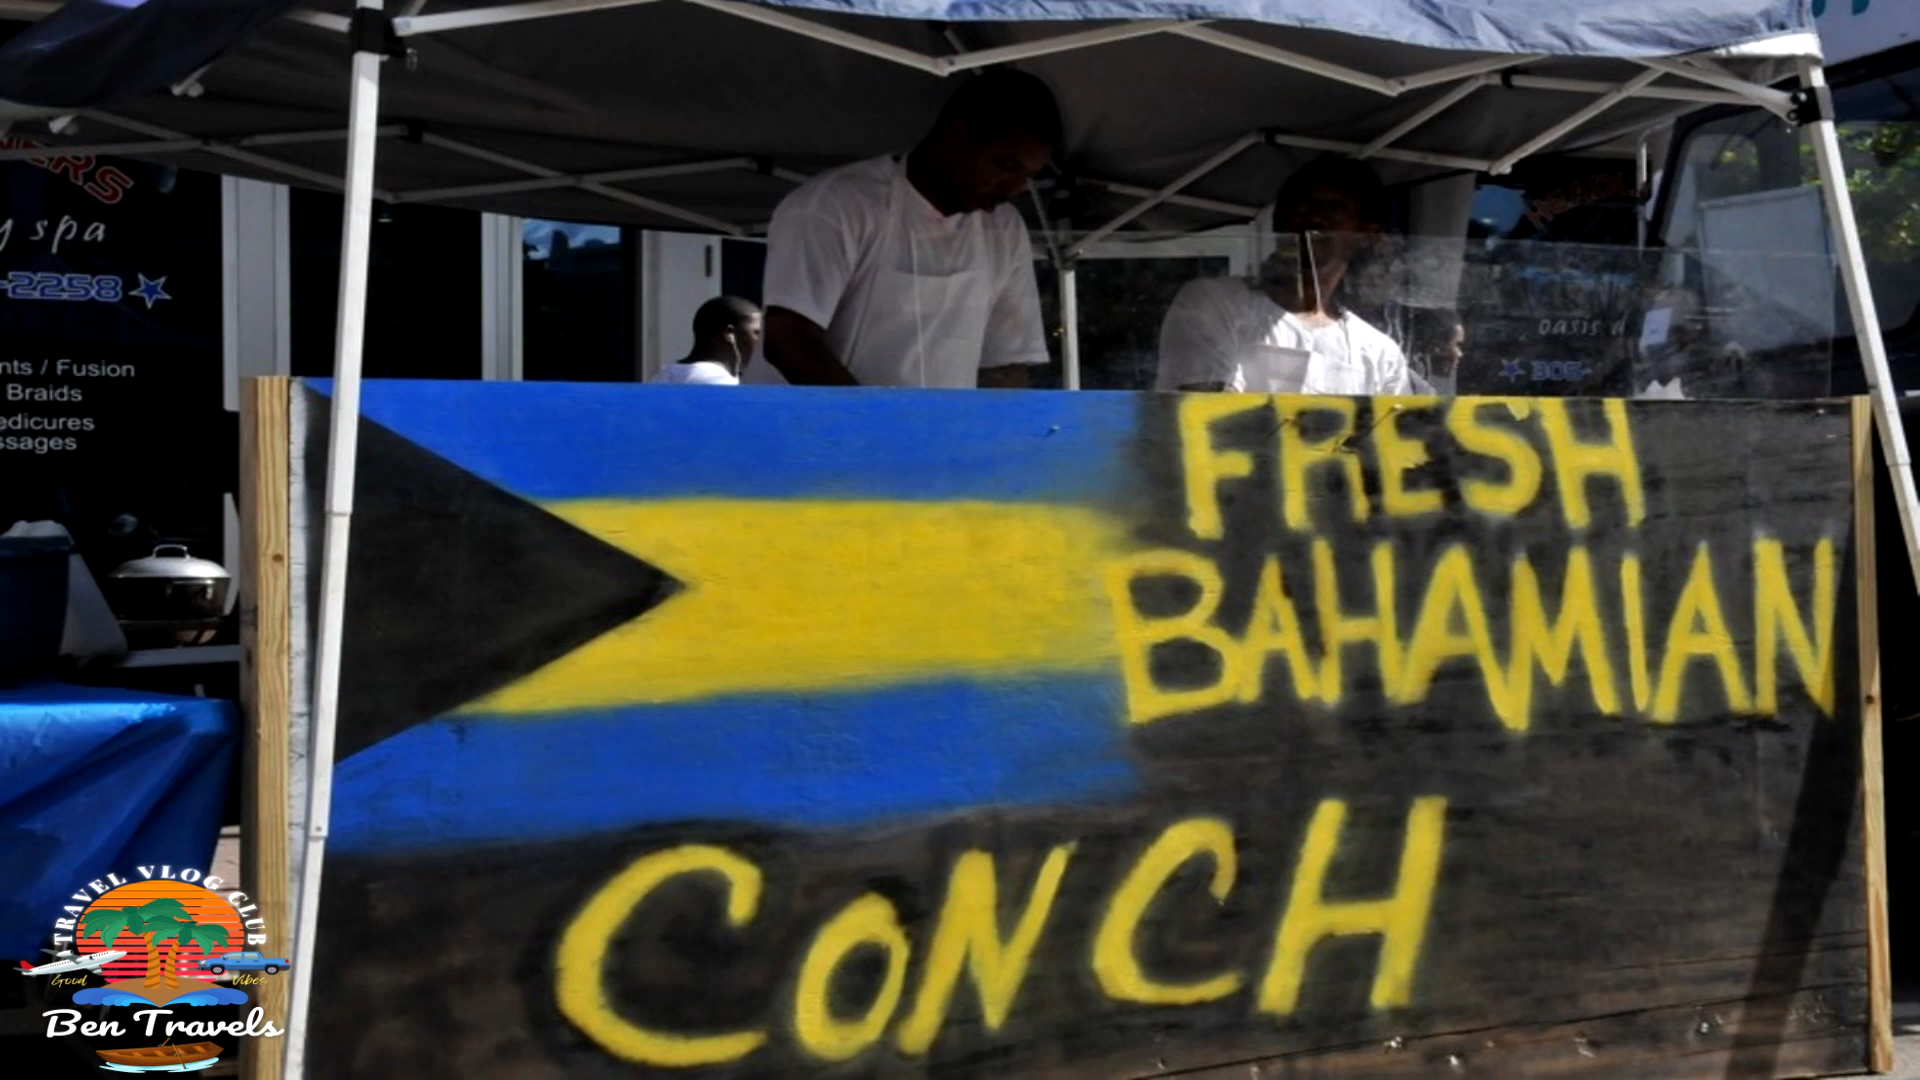 y spa
-2258
nts / Fusion
Braids
edicures
ssages
oasis d
305-
FRESH
BAHAMIAN
CONCH
TRAVEL VLOG CLUB
Good Vibes
Ben Travels